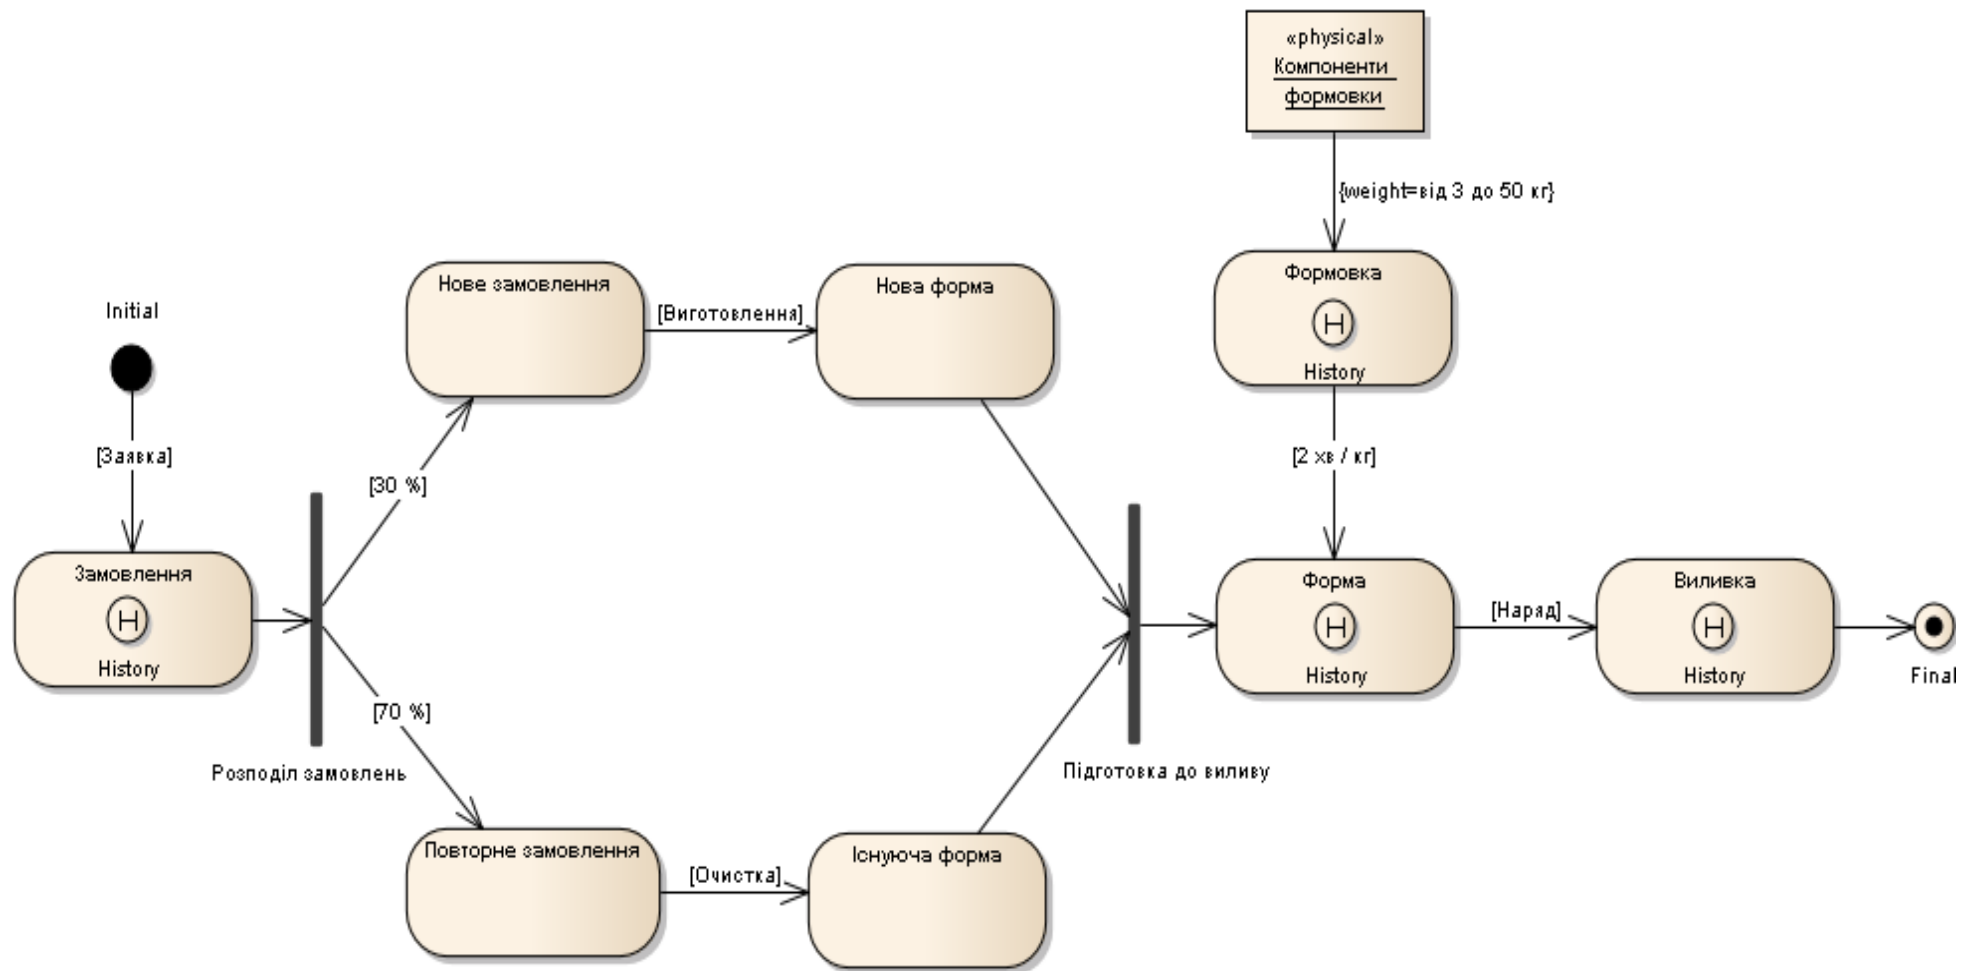 «physical»
Компоненти
формовки
{weight=від 3 до 50 кг}
Формовка
H
History
[2 хв / кг]
Initial
[Заявка]
Замовлення
H
History
Розподіл замовлень
[30 %]
Нове замовлення
[Виготовлення]
Нова форма
[70 %]
Повторне замовлення
[Очистка]
Існуюча форма
Підготовка до виливу
Форма
H
History
[Наряд]
Виливка
H
History
Final